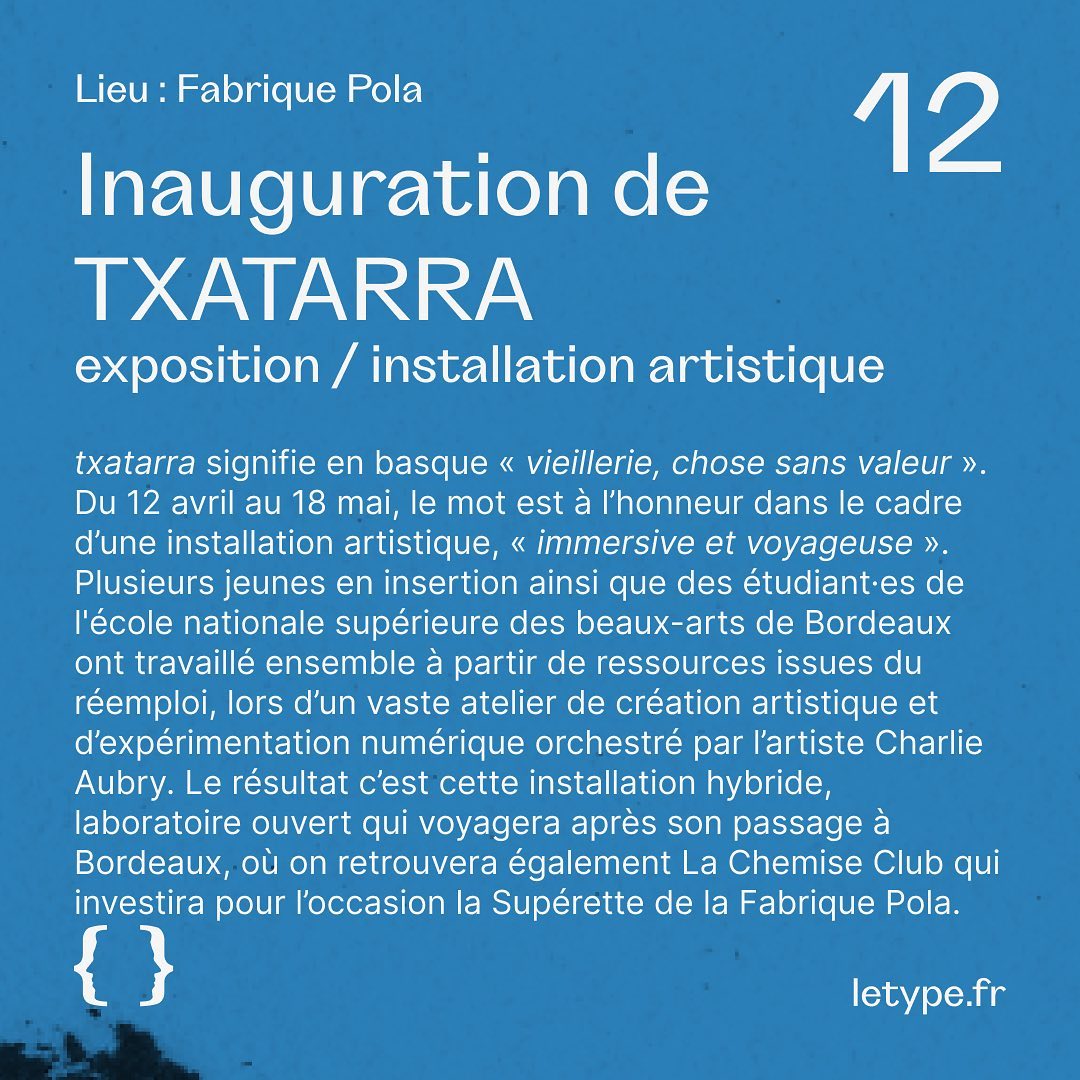 Lieu : Fabrique Pola
12
Inauguration de
TXATARRA
exposition / installation artistique
txatarra signifie en basque « vieillerie, chose sans valeur ».
Du 12 avril au 18 mai, le mot est à l’honneur dans le cadre
d’une installation artistique, « immersive et voyageuse ».
Plusieurs jeunes en insertion ainsi que des étudiant·es de
l'école nationale supérieure des beaux-arts de Bordeaux
ont travaillé ensemble à partir de ressources issues du
réemploi, lors d’un vaste atelier de création artistique et
d’expérimentation numérique orchestré par l’artiste Charlie
Aubry. Le résultat c’est cette installation hybride,
laboratoire ouvert qui voyagera après son passage à
Bordeaux, où on retrouvera également La Chemise Club qui
investira pour l’occasion la Supérette de la Fabrique Pola.
{ }
letype.fr